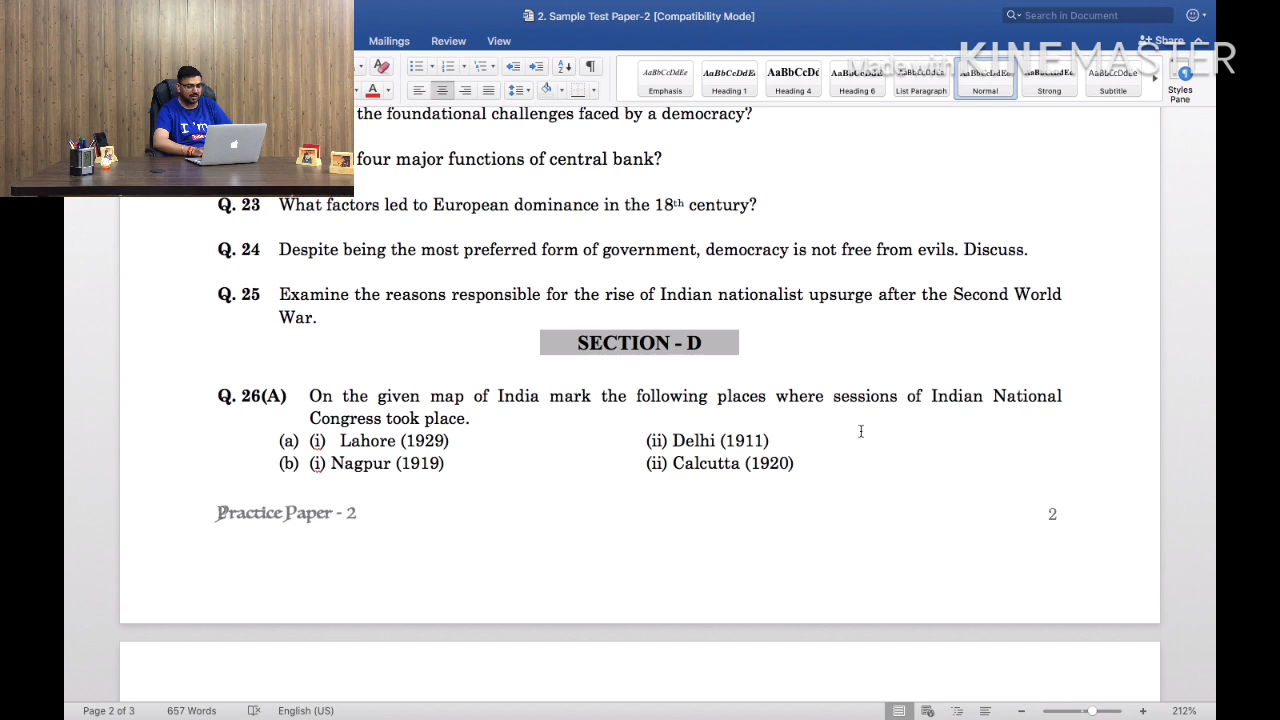 2. Sample Test Paper-2 [Compatibility Mode]
Search in Document
Mailings Review View
Share
Made with KINEMASTER
AaBbCcDdEe AaBbCcDdEe AaBbCcDc AaBbCcDdEe AaBbCcDdEe AaBbCcDdEe AaBbCcDdEe AaBbCcDdEe
Emphasis Heading 1 Heading 4 Heading 6 List Paragraph Normal Strong Subtitle
Styles
Pane
I'm
the foundational challenges faced by a democracy?
four major functions of central bank?
Q. 23 What factors led to European dominance in the 18th century?
Q. 24 Despite being the most preferred form of government, democracy is not free from evils. Discuss.
Q. 25 Examine the reasons responsible for the rise of Indian nationalist upsurge after the Second World
War.
SECTION - D
Q. 26(A) On the given map of India mark the following places where sessions of Indian National
Congress took place.
(a) (i) Lahore (1929) (ii) Delhi (1911)
(b) (i) Nagpur (1919) (ii) Calcutta (1920)
Practice Paper - 2 2
Page 2 of 3 657 Words English (US) 212%